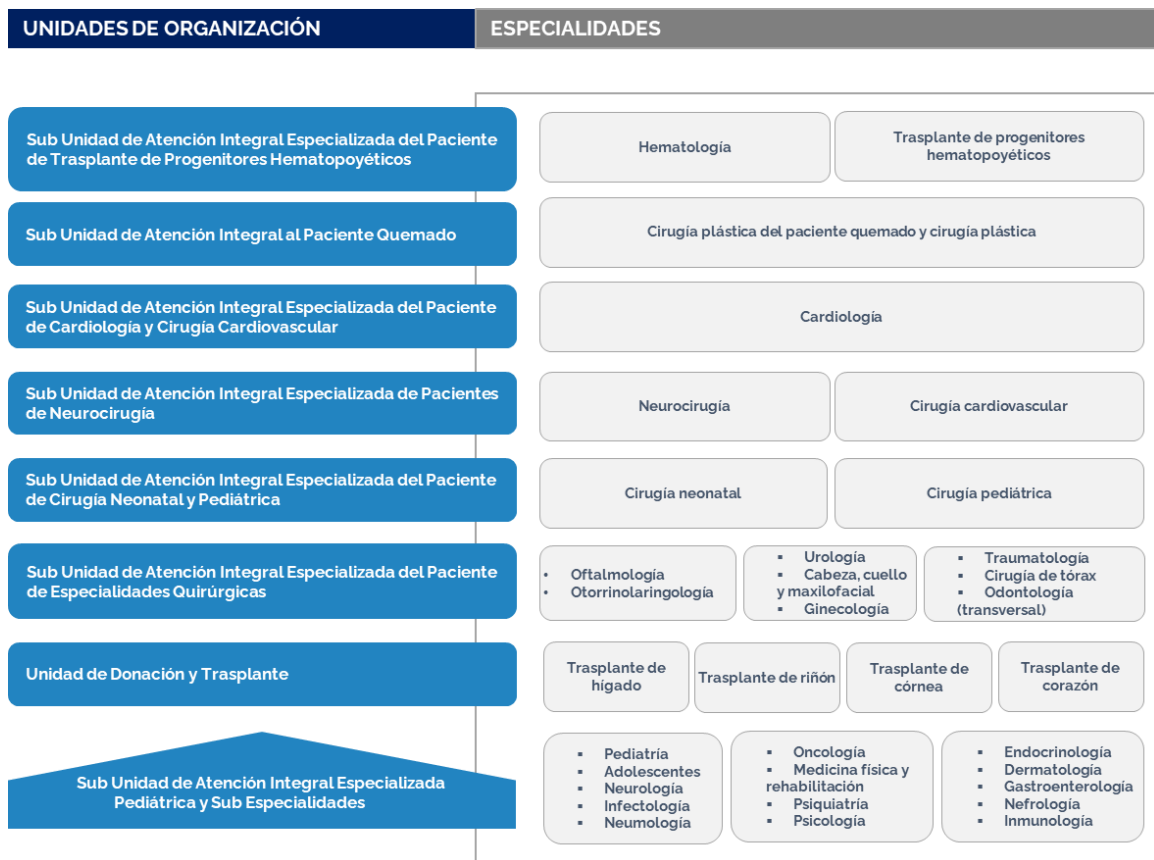 UNIDADES DE ORGANIZACIÓN
ESPECIALIDADES
Sub Unidad de Atención Integral Especializada del Paciente
de Trasplante de Progenitores Hematopoyéticos
Hematología
Trasplante de progenitores
hematopoyéticos
Sub Unidad de Atención Integral al Paciente Quemado
Cirugía plástica del paciente quemado y cirugía plástica
Sub Unidad de Atención Integral Especializada del Paciente
de Cardiología y Cirugía Cardiovascular
Cardiología
Sub Unidad de Atención Integral Especializada de Pacientes
de Neurocirugía
Neurocirugía
Cirugía cardiovascular
Sub Unidad de Atención Integral Especializada del Paciente
de Cirugía Neonatal y Pediátrica
Cirugía neonatal
Cirugía pediátrica
Sub Unidad de Atención Integral Especializada del Paciente
de Especialidades Quirúrgicas
• Oftalmología
• Otorrinolaringología
▪ Urología
▪ Cabeza, cuello
y maxilofacial
▪ Ginecología
▪ Traumatología
▪ Cirugía de tórax
▪ Odontología
(transversal)
Unidad de Donación y Trasplante
Trasplante de
hígado
Trasplante de riñón
Trasplante de
córnea
Trasplante de
corazón
Sub Unidad de Atención Integral Especializada
Pediátrica y Sub Especialidades
▪ Pediatría
▪ Adolescentes
▪ Neurología
▪ Infectología
▪ Neumología
▪ Oncología
▪ Medicina física y
rehabilitación
▪ Psiquiatría
▪ Psicología
▪ Endocrinología
▪ Dermatología
▪ Gastroenterología
▪ Nefrología
▪ Inmunología